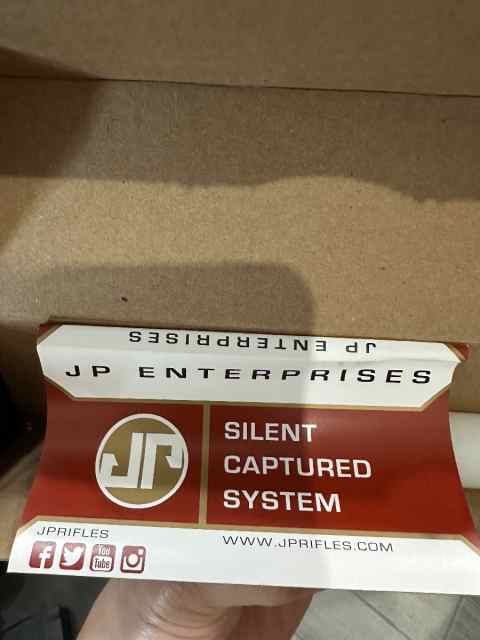 JP ENTERPRISES
JP ENTERPRISES
JP
SILENT
CAPTURED
SYSTEM
JPRIFLES
WWW.JPRIFLES.COM
f
You
Tube